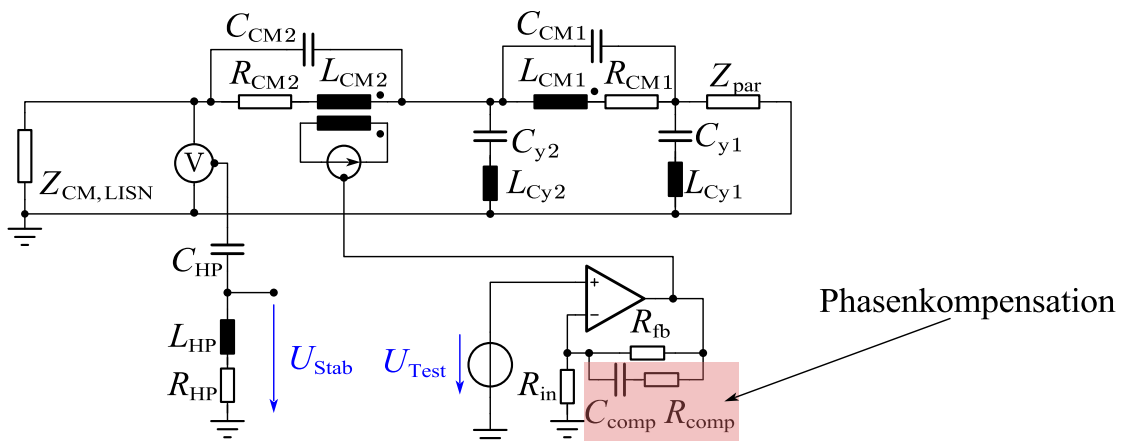 C_CM2
C_CM1
R_CM2 L_CM2
L_CM1 R_CM1 Z_par
V
C_y2
C_y1
Z_CM,LISN
L_Cy2
L_Cy1
C_HP
+
−
Phasenkompensation
R_fb
L_HP
U_Stab
U_Test
R_HP
R_in
C_comp R_comp